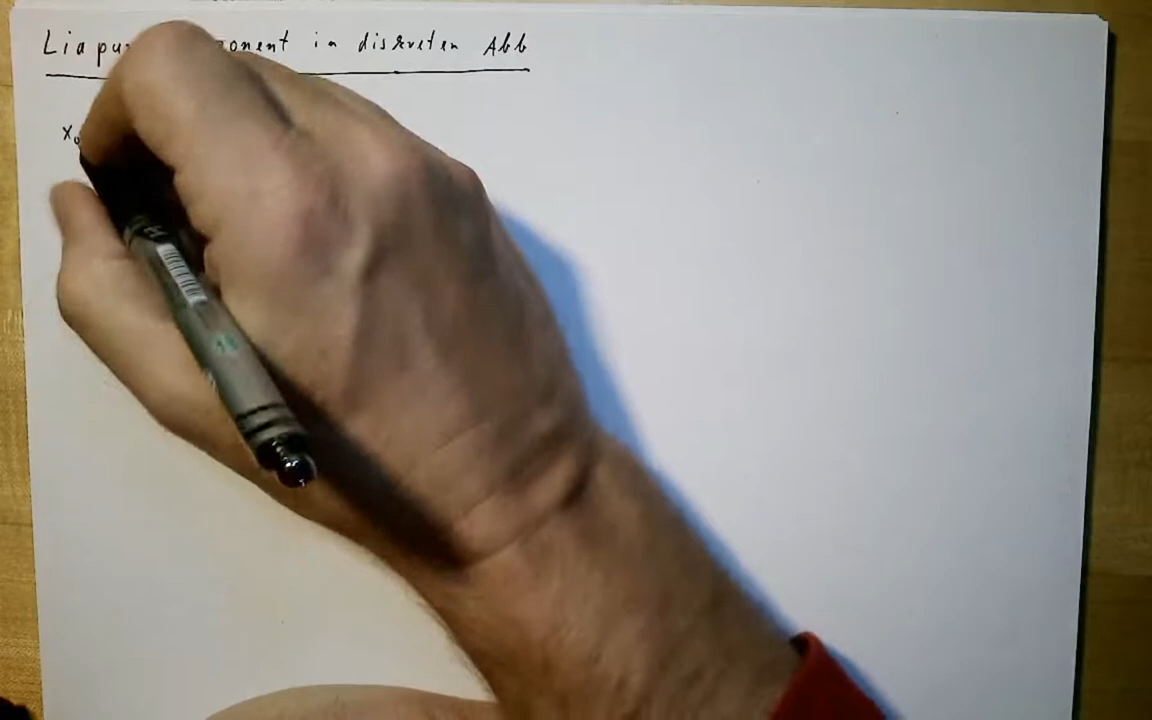 Liapu onent in diskreten Abb
x₀